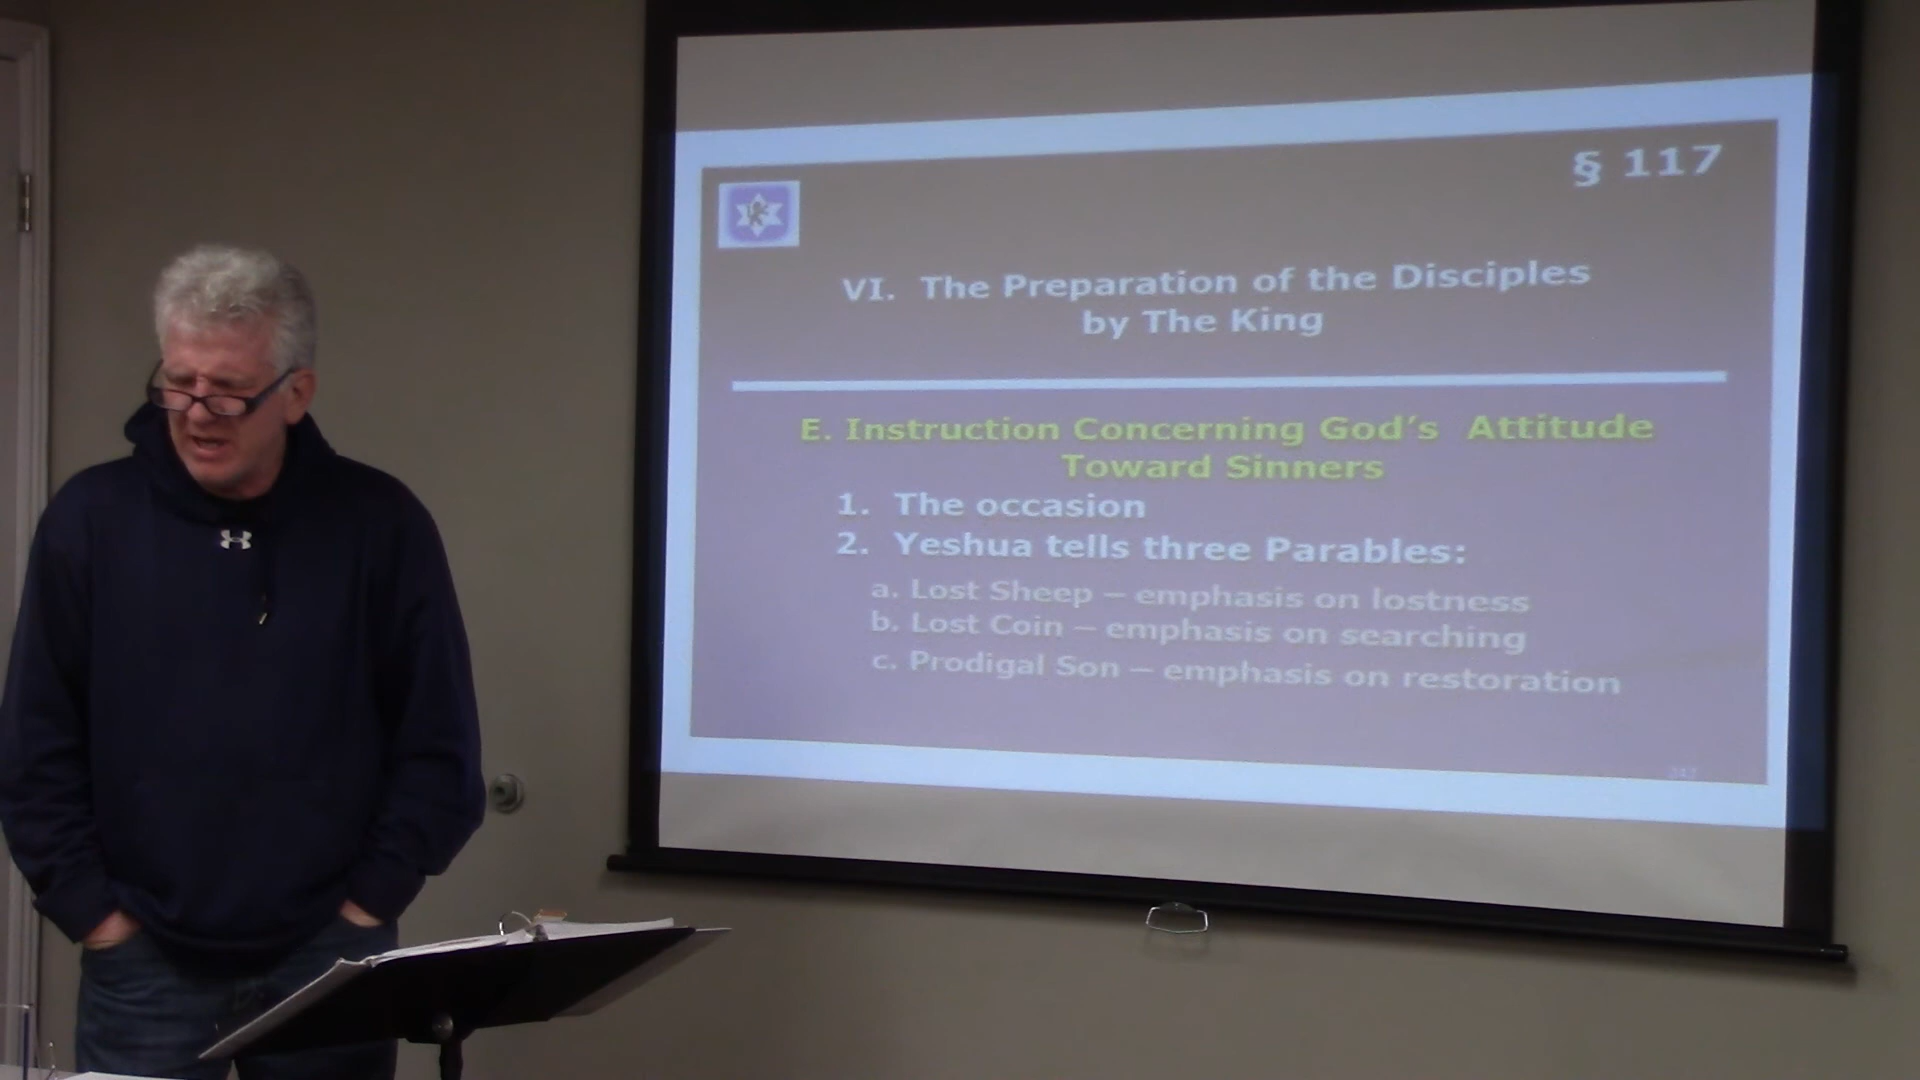 § 117
VI. The Preparation of the Disciples
by The King
E. Instruction Concerning God's Attitude
Toward Sinners
1. The occasion
2. Yeshua tells three Parables:
a. Lost Sheep – emphasis on lostness
b. Lost Coin – emphasis on searching
c. Prodigal Son – emphasis on restoration